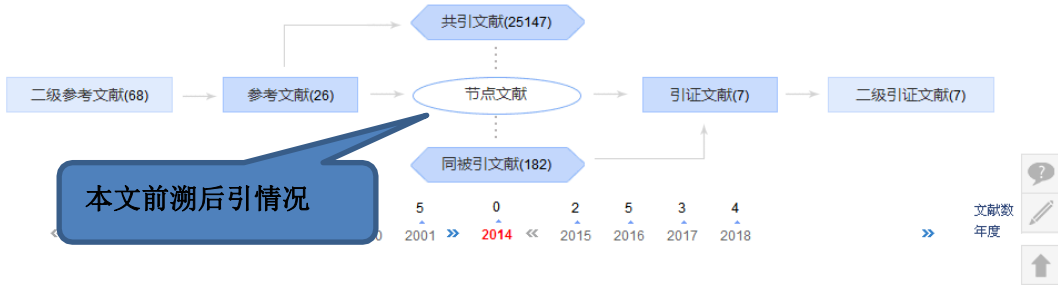 共引文献(25147)
二级参考文献(68)
参考文献(26)
节点文献
引证文献(7)
二级引证文献(7)
同被引文献(182)
本文前溯后引情况
5 0 2 5 3 4 文献数
2001 2014 2015 2016 2017 2018 年度